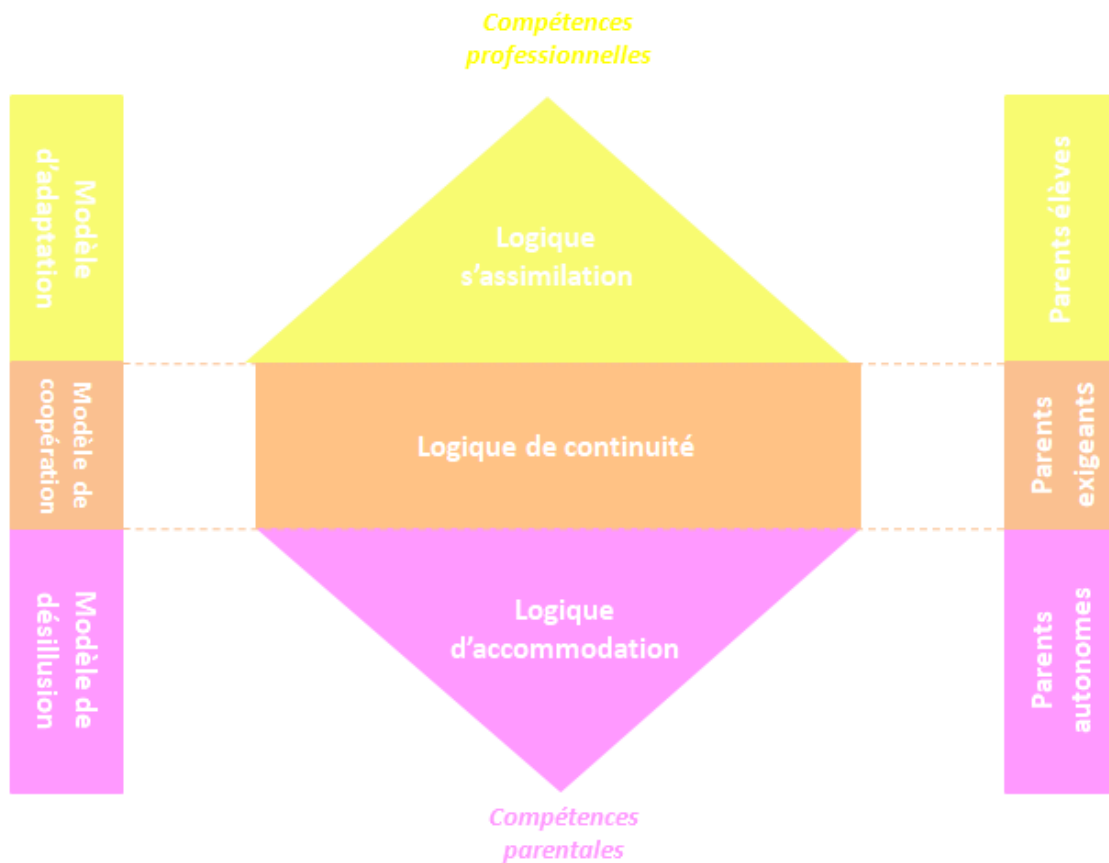 Compétences
professionnelles
Modèle
d'adaptation
Logique
s'assimilation
Parents élèves
Modèle de
coopération
Logique de continuité
Parents
exigeants
Modèle de
désillusion
Logique
d'accommodation
Parents
autonomes
Compétences
parentales